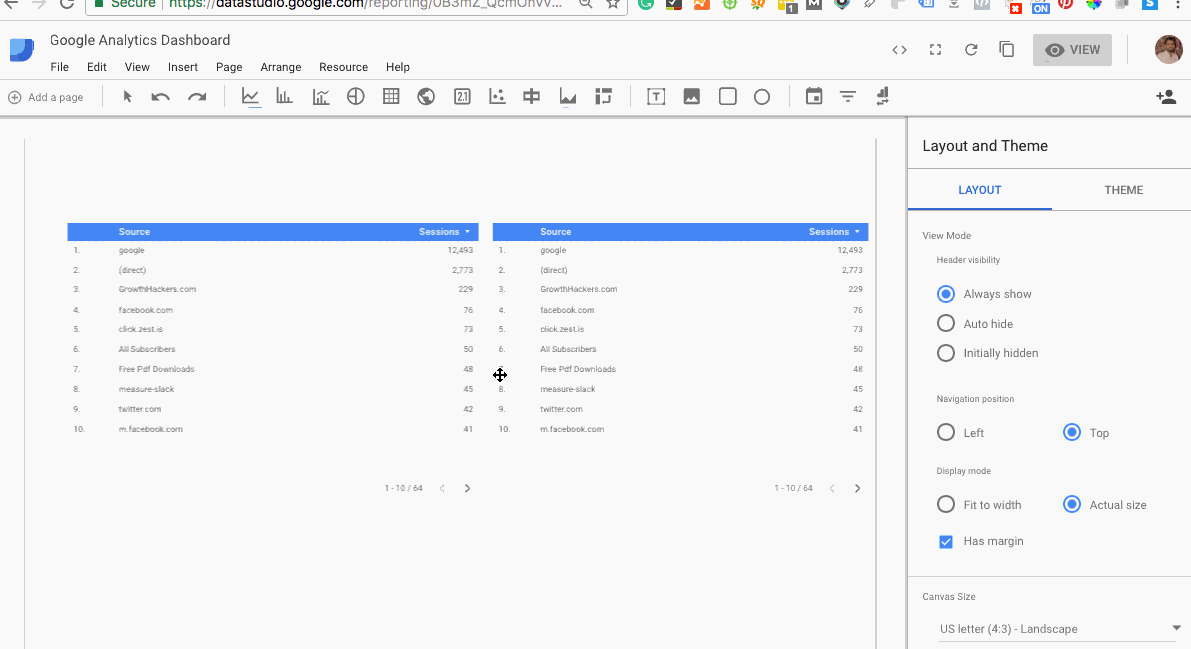 Secure https://datastudio.google.com/reporting/
Google Analytics Dashboard
File Edit View Insert Page Arrange Resource Help
VIEW
Add a page
Layout and Theme
LAYOUT THEME
View Mode
Header visibility
Always show
Auto hide
Initially hidden
Navigation position
Left Top
Display mode
Fit to width Actual size
Has margin
Canvas Size
US letter (4:3) - Landscape
Source Sessions
1. google 12,493
2. (direct) 2,773
3. GrowthHackers.com 229
4. facebook.com 76
5. click.zest.is 73
6. All Subscribers 50
7. Free Pdf Downloads 48
8. measure-slack 45
9. twitter.com 42
10. m.facebook.com 41
1 - 10 / 64
Source Sessions
1. google 12,493
2. (direct) 2,773
3. GrowthHackers.com 229
4. facebook.com 76
5. click.zest.is 73
6. All Subscribers 50
Free Pdf Downloads 48
8. measure-slack 45
9. twitter.com 42
10. m.facebook.com 41
1 - 10 / 64